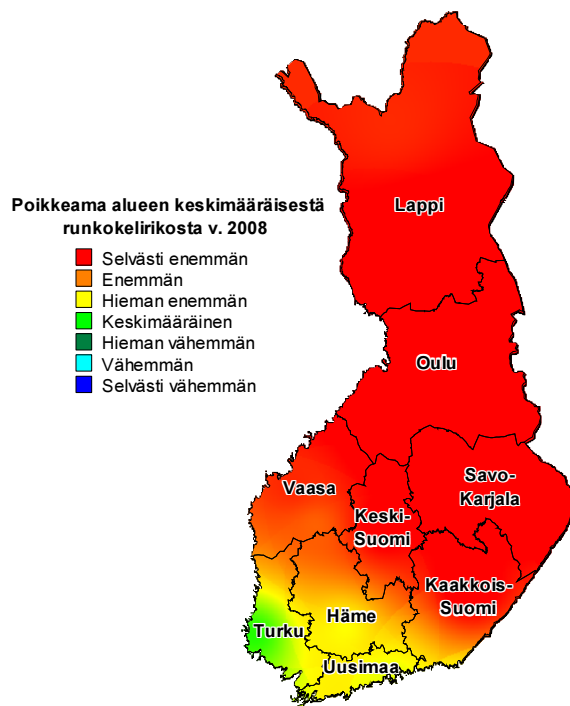 Poikkeama alueen keskimääräisestä
runkokelirikosta v. 2008
Selvästi enemmän
Enemmän
Hieman enemmän
Keskimääräinen
Hieman vähemmän
Vähemmän
Selvästi vähemmän
Lappi
Oulu
Vaasa
Keski-
Suomi
Savo-
Karjala
Kaakkois-
Suomi
Häme
Turku
Uusimaa